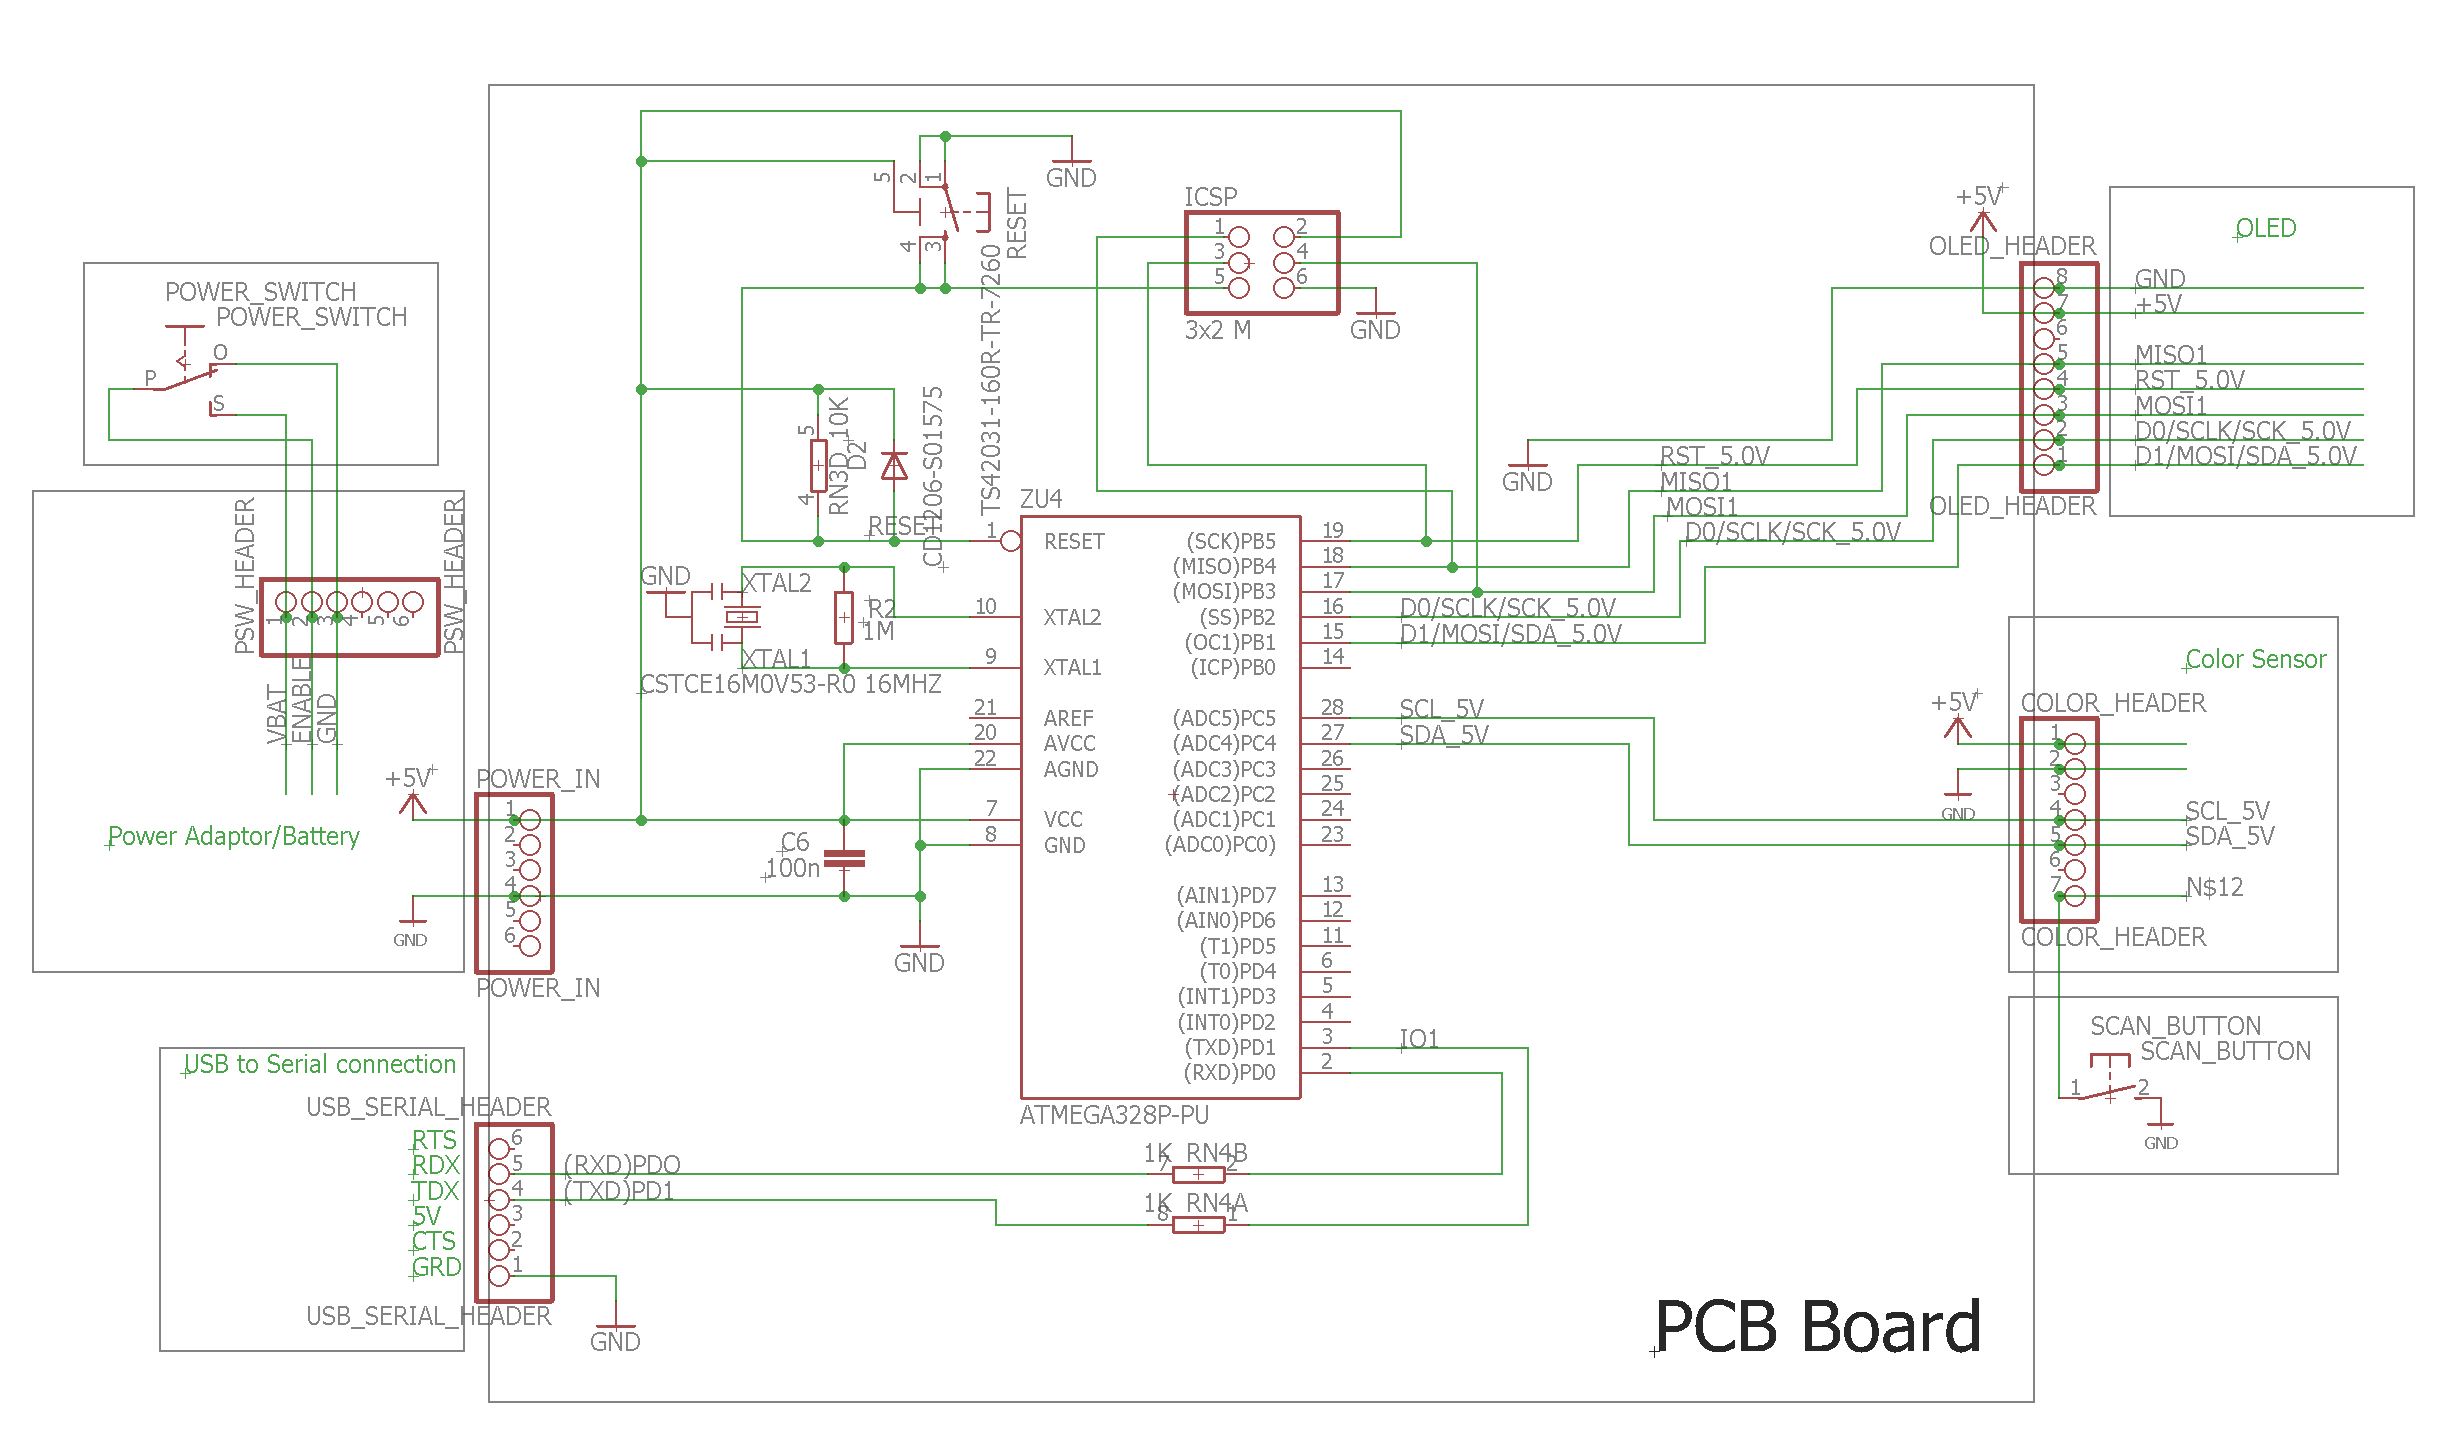 POWER_SWITCH
POWER_SWITCH
P
O
S
PSW_HEADER
PSW_HEADER
1
2
3
4
5
6
VBAT
ENABLE
GND
+5V
Power Adaptor/Battery
GND
POWER_IN
1
2
3
4
5
6
POWER_IN
USB to Serial connection
USB_SERIAL_HEADER
RTS
RDX
TDX
5V
CTS
GRD
6
5
4
3
2
1
USB_SERIAL_HEADER
(RXD)PD0
(TXD)PD1
GND
1K RN4B
7
2
1K RN4A
8
1
5
2
1
4
3
GND
RESET
TS42031-160R-TR-7260
ICSP
1
2
3
4
5
6
3x2 M
GND
5
4
10K
RN3D
D2
CD1206-S01575
RESET
GND
XTAL2
XTAL1
R2
1M
CSTCE16M0V53-R0 16MHZ
C6
100n
GND
ZU4
1
RESET
10
XTAL2
9
XTAL1
21
AREF
20
AVCC
22
AGND
7
VCC
8
GND
(SCK)PB5
19
(MISO)PB4
18
(MOSI)PB3
17
(SS)PB2
16
(OC1)PB1
15
(ICP)PB0
14
(ADC5)PC5
28
(ADC4)PC4
27
(ADC3)PC3
26
(ADC2)PC2
25
(ADC1)PC1
24
(ADC0)PC0)
23
(AIN1)PD7
13
(AIN0)PD6
12
(T1)PD5
11
(T0)PD4
6
(INT1)PD3
5
(INT0)PD2
4
(TXD)PD1
3
(RXD)PD0
2
ATMEGA328P-PU
D0/SCLK/SCK_5.0V
D1/MOSI/SDA_5.0V
SCL_5V
SDA_5V
IO1
GND
RST_5.0V
MISO1
MOSI1
D0/SCLK/SCK_5.0V
+5V
OLED_HEADER
8
7
6
5
4
3
2
1
OLED_HEADER
OLED
GND
+5V
MISO1
RST_5.0V
MOSI1
D0/SCLK/SCK_5.0V
D1/MOSI/SDA_5.0V
Color Sensor
COLOR_HEADER
+5V
GND
1
2
3
4
5
6
7
SCL_5V
SDA_5V
N$12
COLOR_HEADER
SCAN_BUTTON
SCAN_BUTTON
1
2
GND
PCB Board